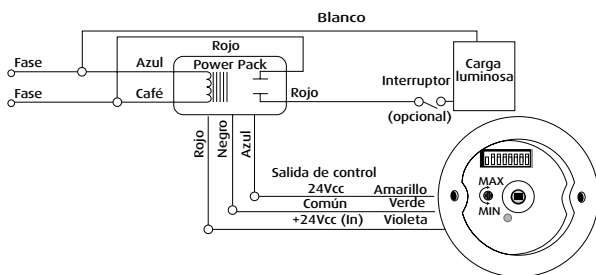 Blanco
Rojo
Fase
Azul
Power Pack
Carga
luminosa
Interruptor
Fase
Café
Rojo
(opcional)
Rojo
Negro
Azul
Salida de control
24Vcc
Amarillo
Común
Verde
+24Vcc (In)
Violeta
MAX
MIN